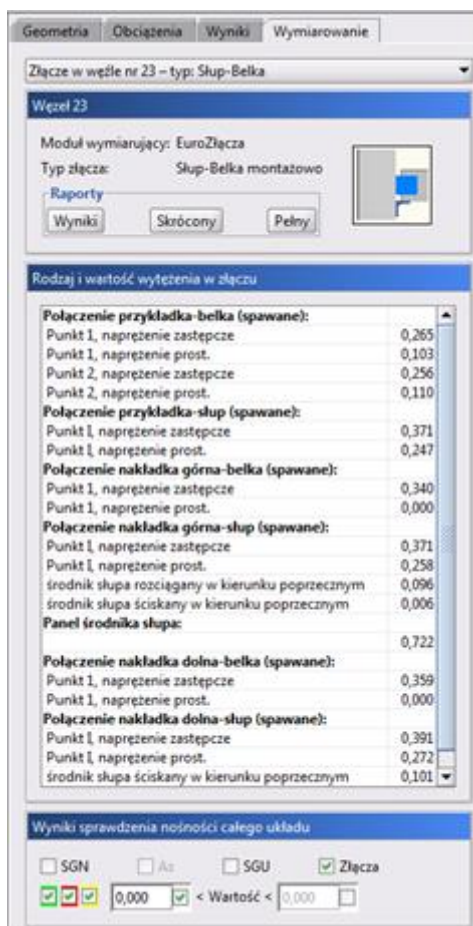 Geometria Obciążenia Wyniki Wymiarowanie
Złącze w węźle nr 23 – typ: Słup-Belka
Węzeł 23
Moduł wymiarujący: EuroZłącza
Typ złącza: Słup-Belka montażowo
Raporty
Wyniki Skrócony Pełny
Rodzaj i wartość wytężenia w złączu
Połączenie przykładka-belka (spawane):
Punkt 1, naprężenie zastępcze 0,265
Punkt 1, naprężenie prost. 0,103
Punkt 2, naprężenie zastępcze 0,256
Punkt 2, naprężenie prost. 0,110
Połączenie przykładka-słup (spawane):
Punkt I, naprężenie zastępcze 0,371
Punkt I, naprężenie prost. 0,247
Połączenie nakładka górna-belka (spawane):
Punkt 1, naprężenie zastępcze 0,340
Punkt 1, naprężenie prost. 0,000
Połączenie nakładka górna-słup (spawane):
Punkt I, naprężenie zastępcze 0,371
Punkt I, naprężenie prost. 0,258
środnik słupa rozciągany w kierunku poprzecznym 0,096
środnik słupa ściskany w kierunku poprzecznym 0,006
Panel środnika słupa:
0,722
Połączenie nakładka dolna-belka (spawane):
Punkt 1, naprężenie zastępcze 0,359
Punkt 1, naprężenie prost. 0,000
Połączenie nakładka dolna-słup (spawane):
Punkt I, naprężenie zastępcze 0,391
Punkt I, naprężenie prost. 0,272
środnik słupa ściskany w kierunku poprzecznym 0,101
Wyniki sprawdzenia nośności całego układu
SGN As SGU Złącza
0,000 < Wartość < 0,000